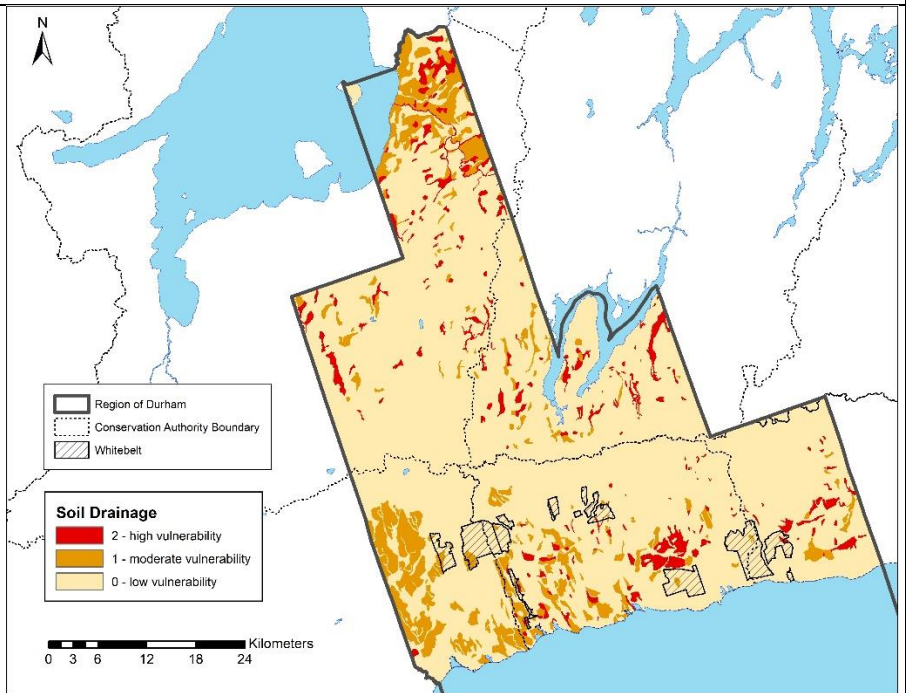 N
Region of Durham
Conservation Authority Boundary
Whitebelt
Soil Drainage
2 - high vulnerability
1 - moderate vulnerability
0 - low vulnerability
Kilometers
0 3 6 12 18 24